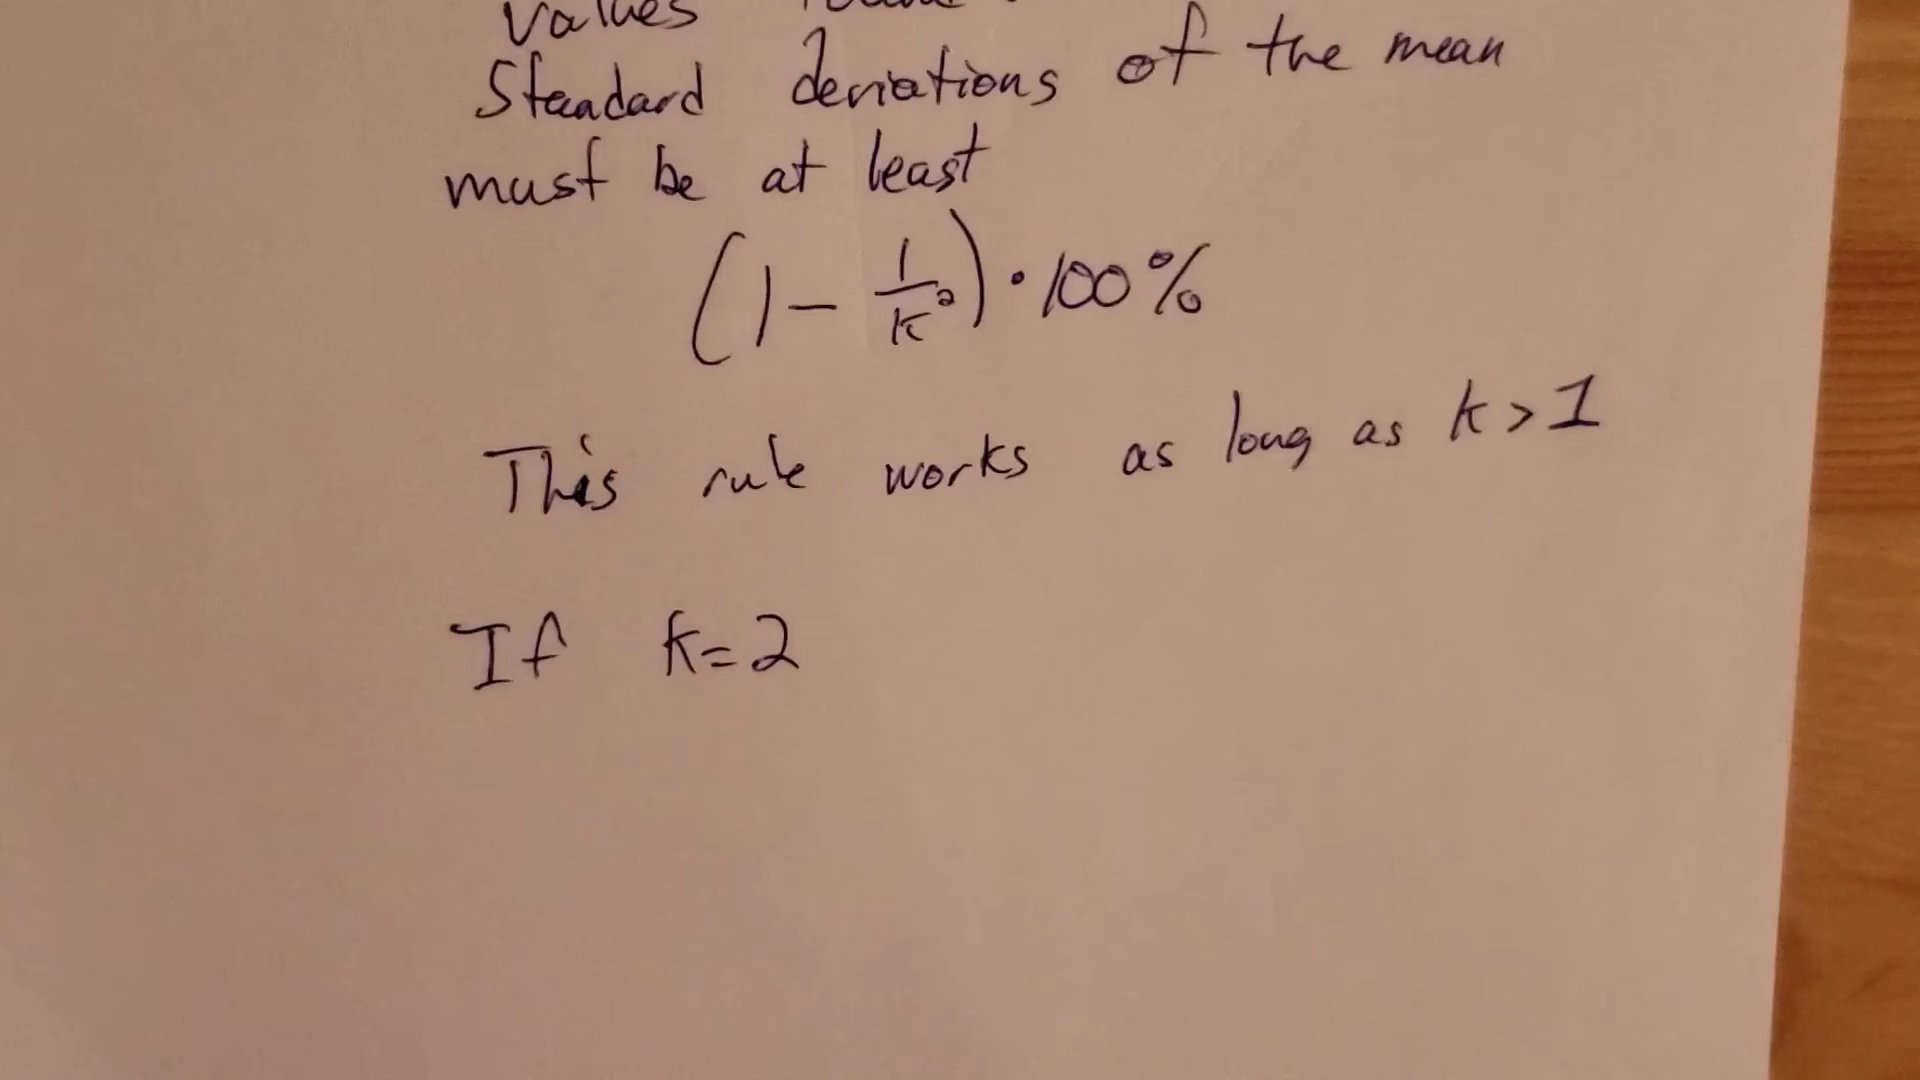 values
Standard deviations of the mean
must be at least
(1 - 1/k²) · 100%
This rule works as long as k > 1
If k = 2